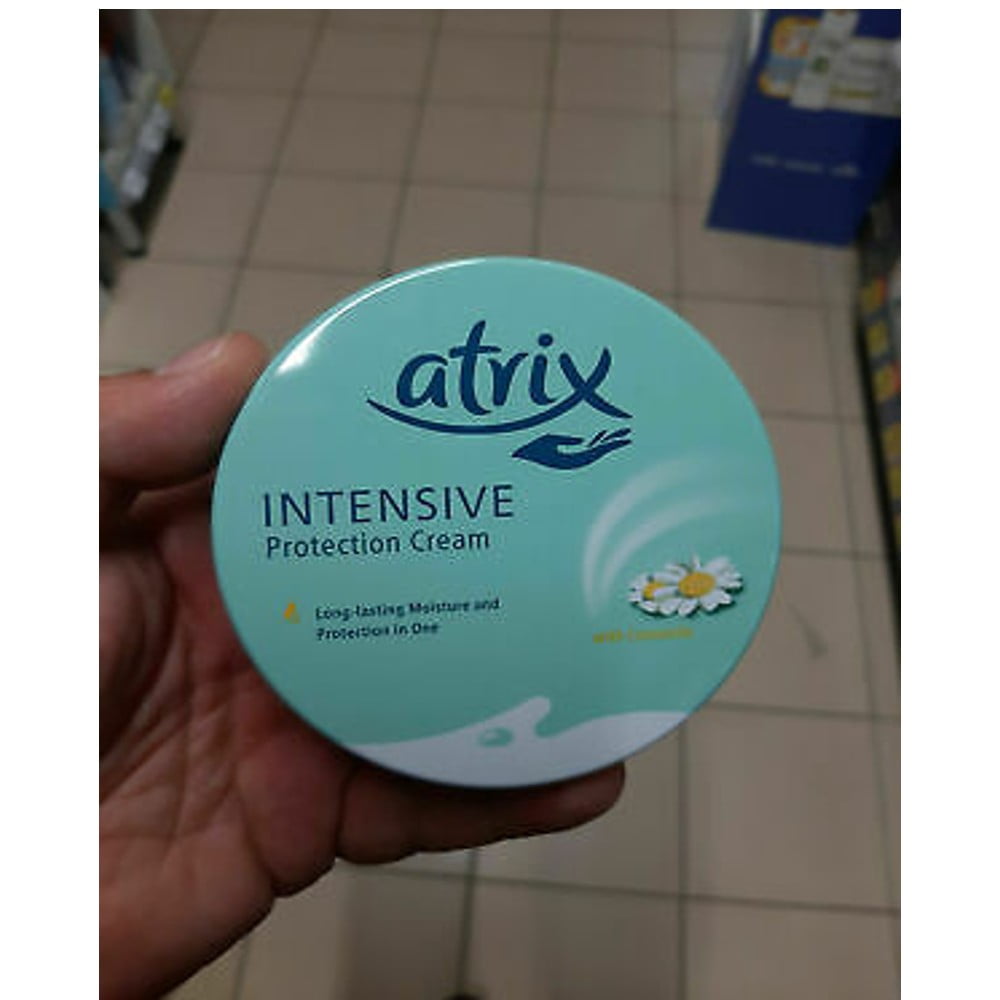 atrix
INTENSIVE
Protection Cream
Long-lasting Moisture and
Protection in One